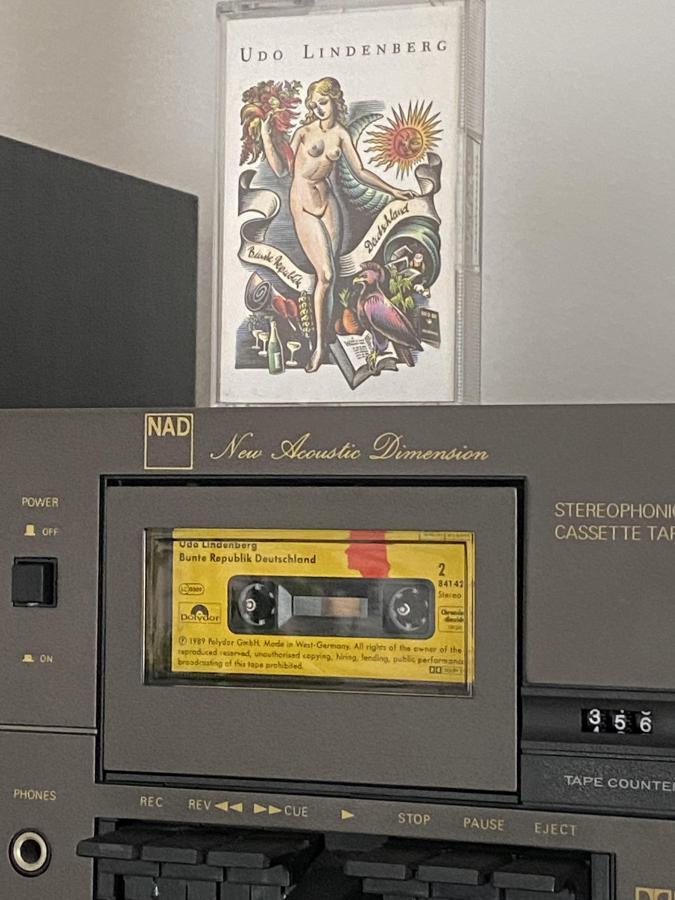 UDO LINDENBERG
Bunte Republik
Deutschland
NAD
New Acoustic Dimension
POWER
OFF
ON
STEREOPHONI
CASSETTE TAP
Udo Lindenberg
Bunte Republik Deutschland
2
84142
Stereo
Polydor
℗ 1989 Polydor GmbH. Made in West-Germany. All rights of the owner of the
reproduced reserved, unauthorised copying, hiring, lending, public performance
broadcasting of this tape prohibited.
356
TAPE COUNTE
PHONES
REC
REV
CUE
STOP
PAUSE
EJECT